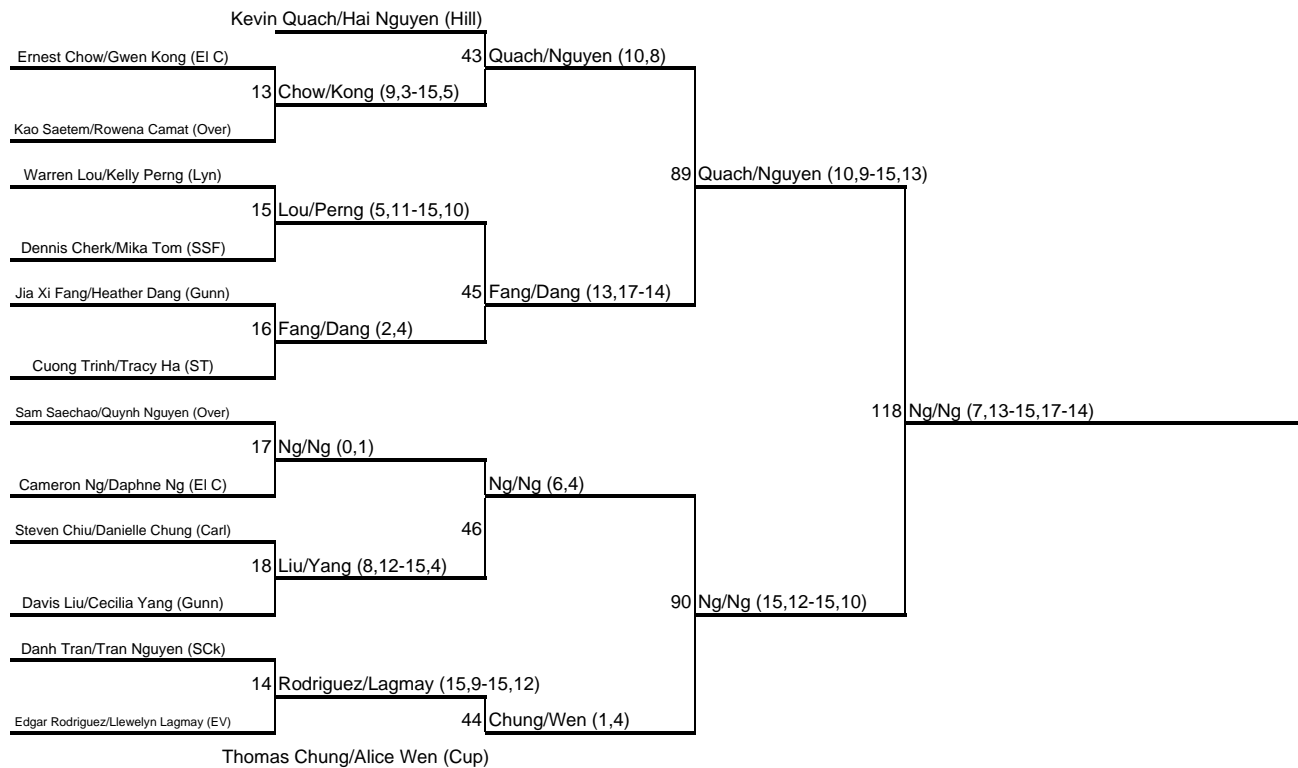 Kevin Quach/Hai Nguyen (Hill)
Ernest Chow/Gwen Kong (El C)
43 Quach/Nguyen (10,8)
13 Chow/Kong (9,3-15,5)
Kao Saetem/Rowena Camat (Over)
Warren Lou/Kelly Perng (Lyn)
89 Quach/Nguyen (10,9-15,13)
15 Lou/Perng (5,11-15,10)
Dennis Cherk/Mika Tom (SSF)
Jia Xi Fang/Heather Dang (Gunn)
45 Fang/Dang (13,17-14)
16 Fang/Dang (2,4)
Cuong Trinh/Tracy Ha (ST)
Sam Saechao/Quynh Nguyen (Over)
118 Ng/Ng (7,13-15,17-14)
17 Ng/Ng (0,1)
Cameron Ng/Daphne Ng (El C)
Ng/Ng (6,4)
Steven Chiu/Danielle Chung (Carl)
46
18 Liu/Yang (8,12-15,4)
Davis Liu/Cecilia Yang (Gunn)
90 Ng/Ng (15,12-15,10)
Danh Tran/Tran Nguyen (SCk)
14 Rodriguez/Lagmay (15,9-15,12)
Edgar Rodriguez/Llewelyn Lagmay (EV)
44 Chung/Wen (1,4)
Thomas Chung/Alice Wen (Cup)